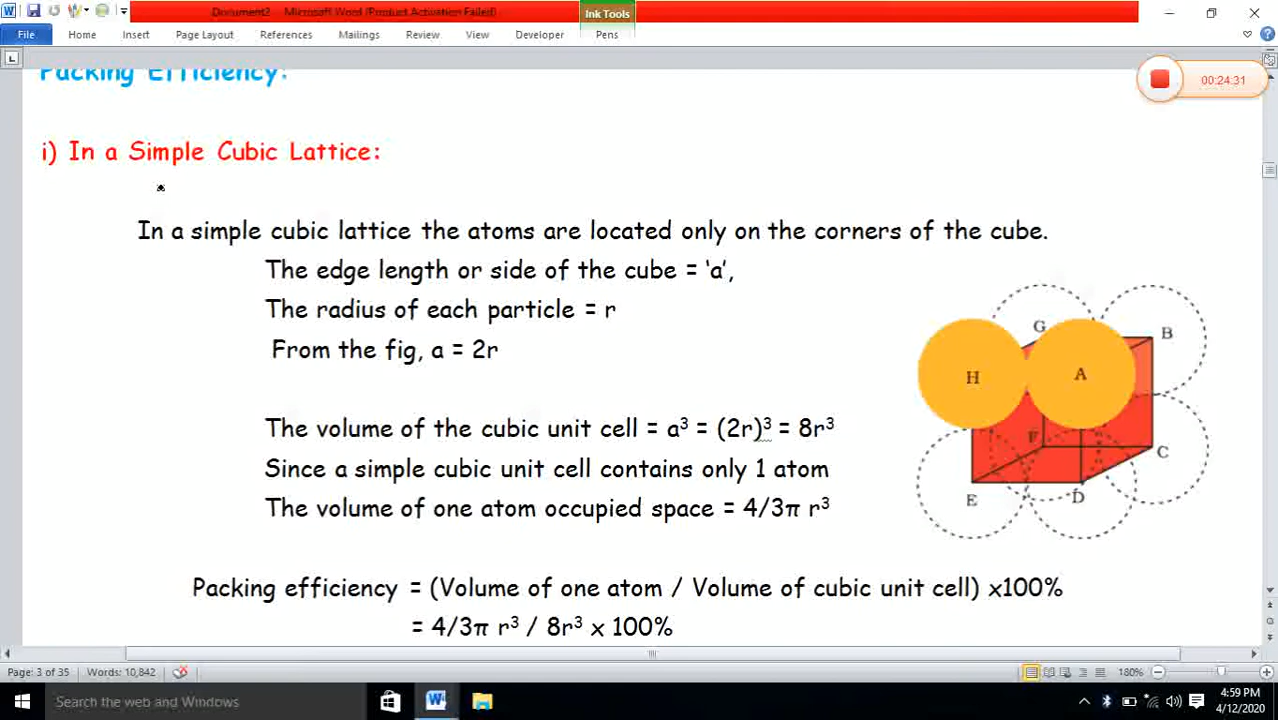 Document2 - Microsoft Word (Product Activation Failed)
Ink Tools
File Home Insert Page Layout References Mailings Review View Developer Pens
Packing Efficiency:
00:24:31
i) In a Simple Cubic Lattice:
In a simple cubic lattice the atoms are located only on the corners of the cube.
The edge length or side of the cube = ‘a’,
The radius of each particle = r
From the fig, a = 2r
G
B
H
A
F
C
E
D
The volume of the cubic unit cell = a³ = (2r)³ = 8r³
Since a simple cubic unit cell contains only 1 atom
The volume of one atom occupied space = 4/3π r³
Packing efficiency = (Volume of one atom / Volume of cubic unit cell) x100%
= 4/3π r³ / 8r³ x 100%
Page: 3 of 35 Words: 10,842 180%
Search the web and Windows
4:59 PM
4/12/2020